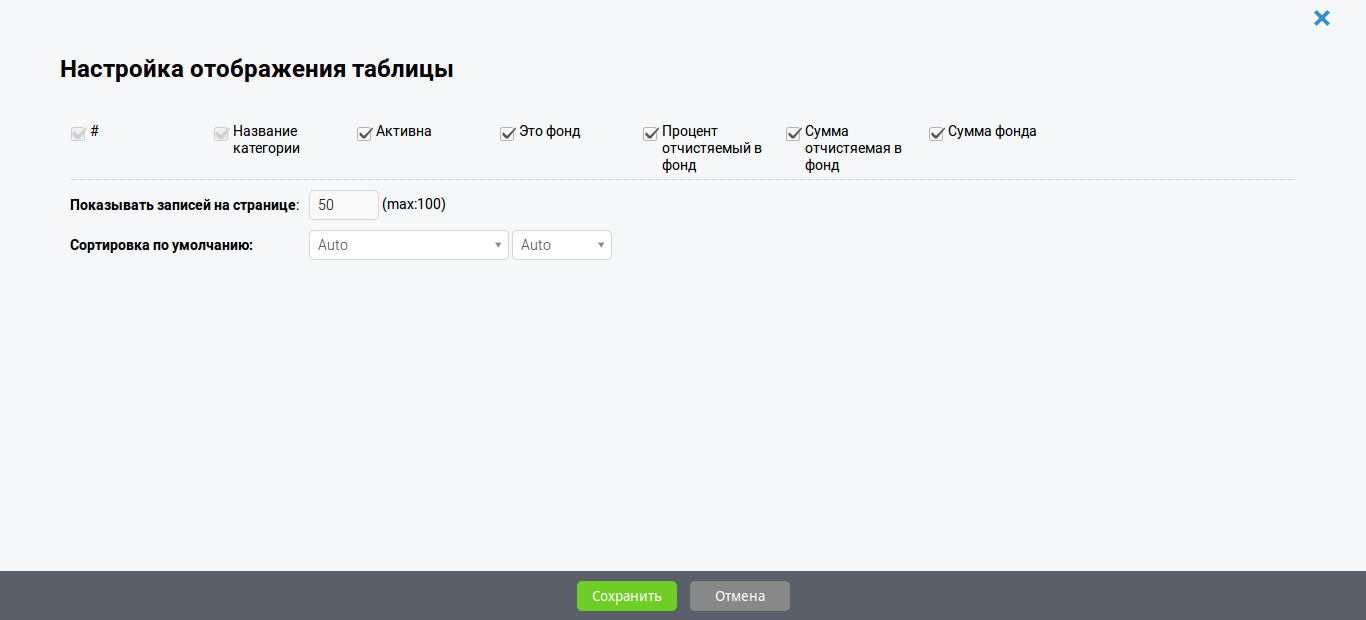 Настройка отображения таблицы
#
Название
категории
Активна
Это фонд
Процент
отчистяемый в
фонд
Сумма
отчистяемая в
фонд
Сумма фонда
Показывать записей на странице: 50 (max:100)
Сортировка по умолчанию: Auto Auto
Сохранить Отмена